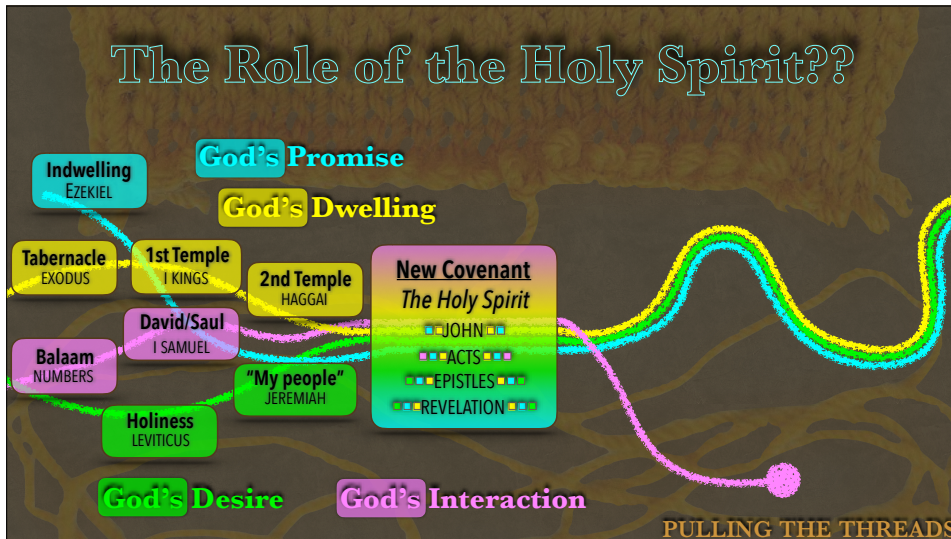 The Role of the Holy Spirit??
God's Promise
Indwelling
EZEKIEL
God's Dwelling
Tabernacle
EXODUS
1st Temple
I KINGS
2nd Temple
HAGGAI
David/Saul
I SAMUEL
Balaam
NUMBERS
"My people"
JEREMIAH
Holiness
LEVITICUS
New Covenant
The Holy Spirit
JOHN
ACTS
EPISTLES
REVELATION
God's Desire
God's Interaction
PULLING THE THREADS